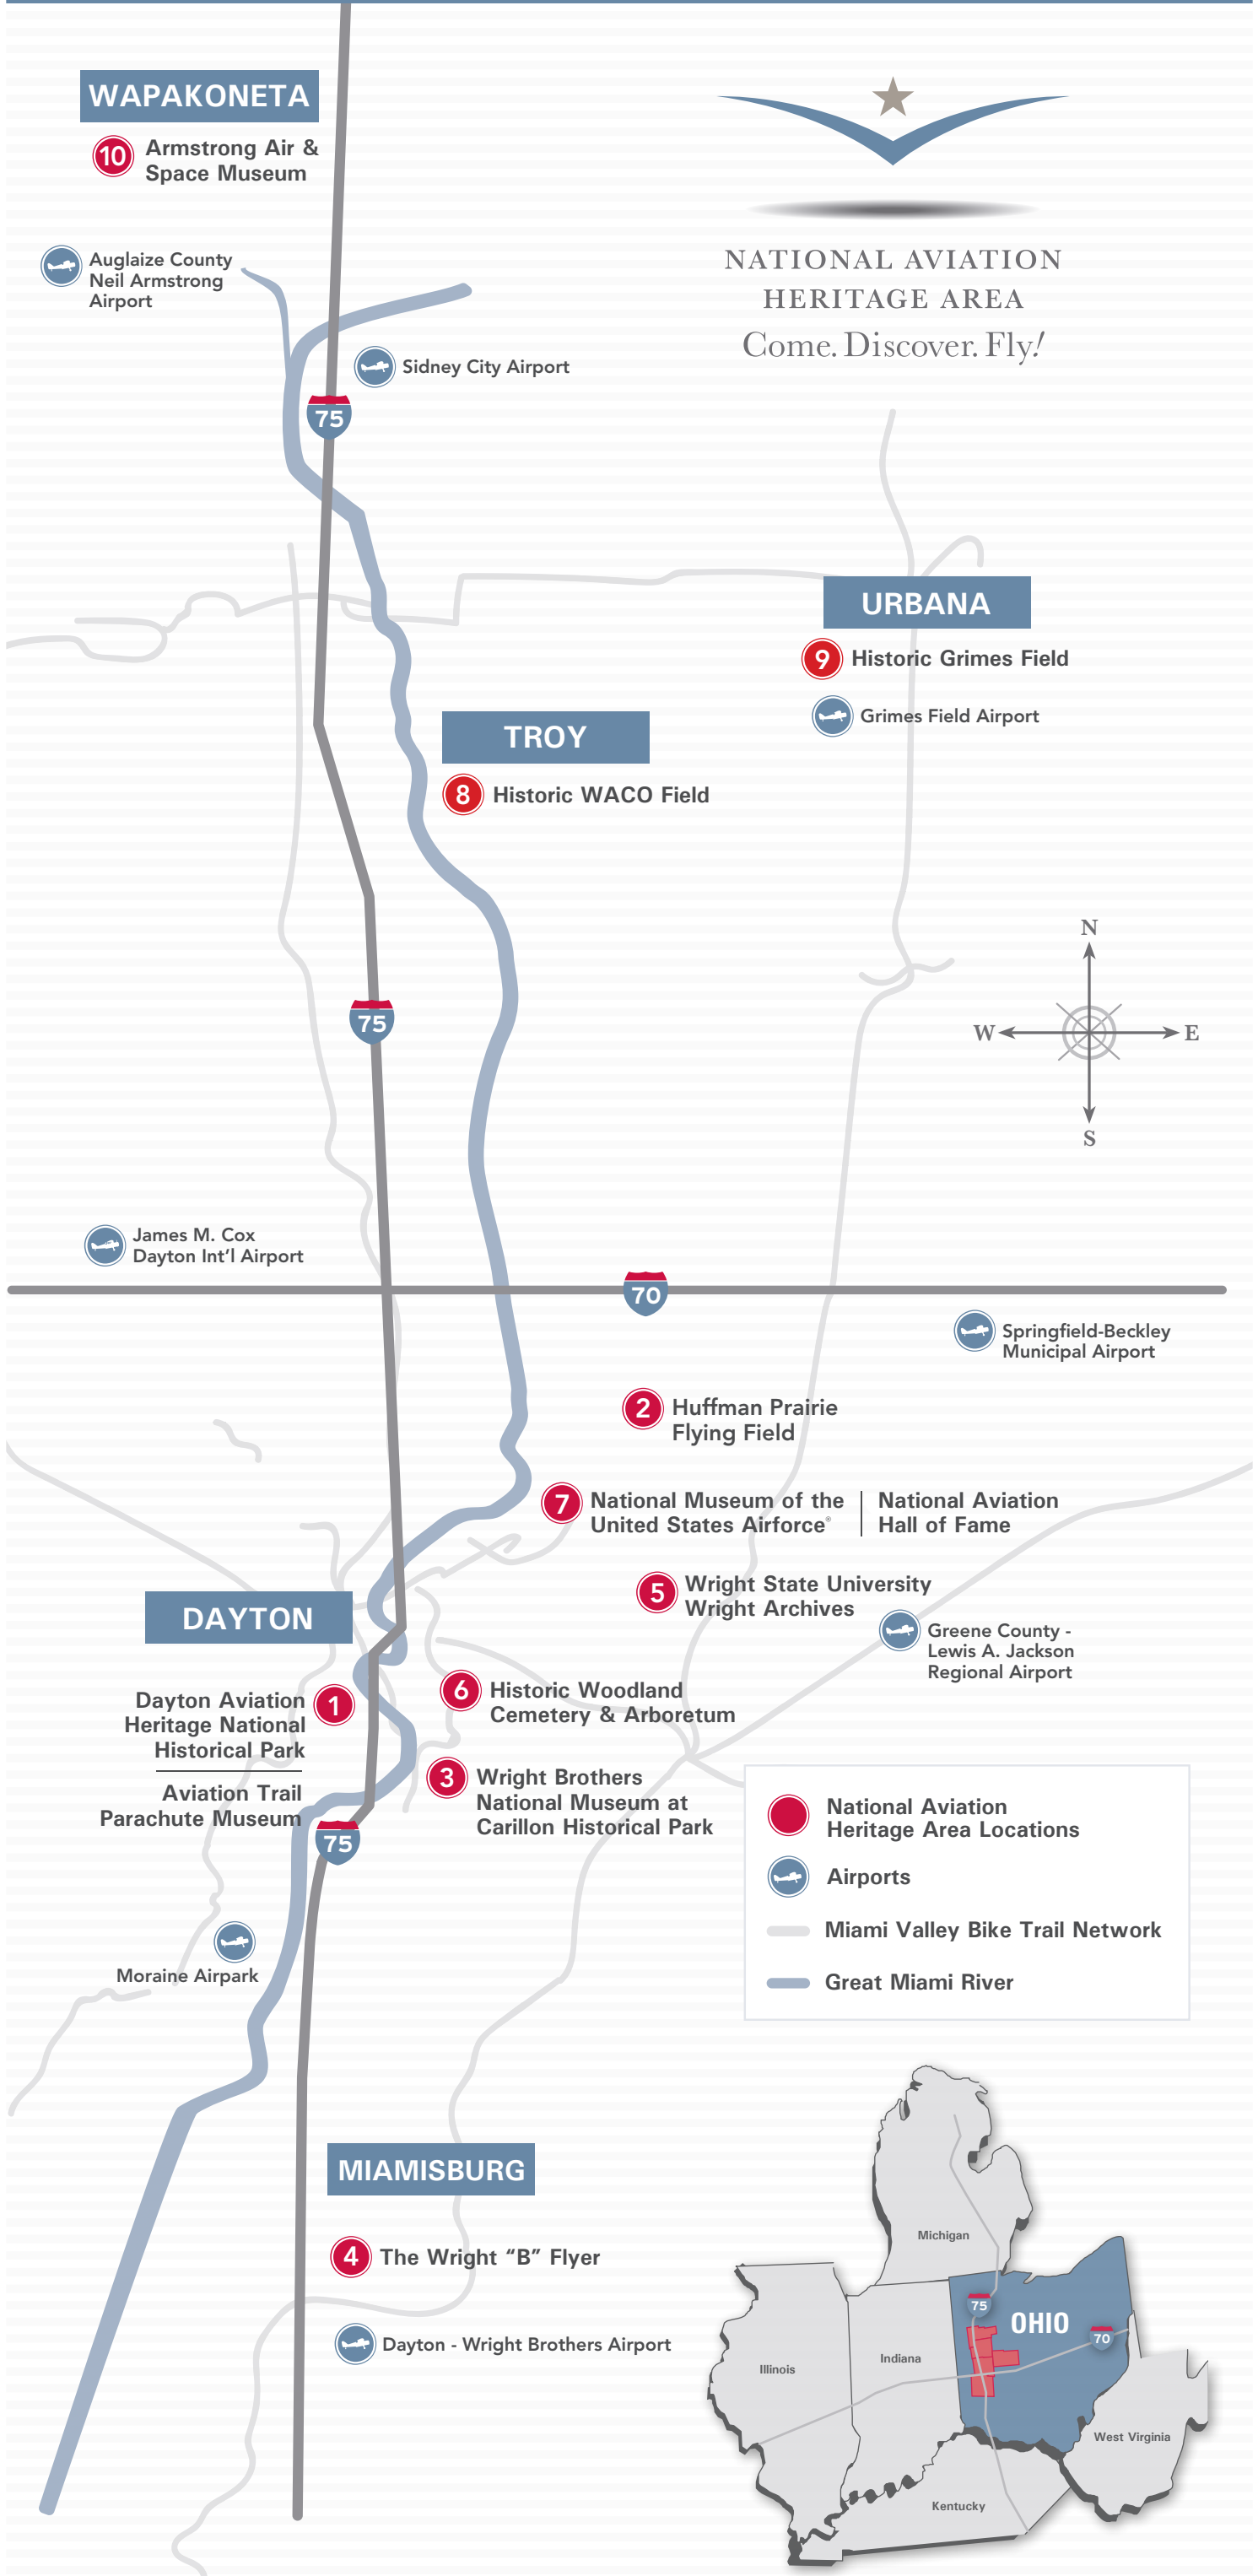 WAPAKONETA
10
Armstrong Air &
Space Museum
NATIONAL AVIATION
HERITAGE AREA
Come. Discover. Fly!
Auglaize County
Neil Armstrong
Airport
Sidney City Airport
75
URBANA
9
Historic Grimes Field
Grimes Field Airport
TROY
8
Historic WACO Field
N
W
E
S
75
James M. Cox
Dayton Int'l Airport
70
Springfield-Beckley
Municipal Airport
2
Huffman Prairie
Flying Field
7
National Museum of the
United States Airforce®
National Aviation
Hall of Fame
5
Wright State University
Wright Archives
Greene County -
Lewis A. Jackson
Regional Airport
DAYTON
1
Dayton Aviation
Heritage National
Historical Park
Aviation Trail
Parachute Museum
6
Historic Woodland
Cemetery & Arboretum
3
Wright Brothers
National Museum at
Carillon Historical Park
75
National Aviation
Heritage Area Locations
Airports
Miami Valley Bike Trail Network
Great Miami River
Moraine Airpark
MIAMISBURG
4
The Wright “B” Flyer
Dayton - Wright Brothers Airport
Michigan
75
OHIO
70
Indiana
Illinois
West Virginia
Kentucky